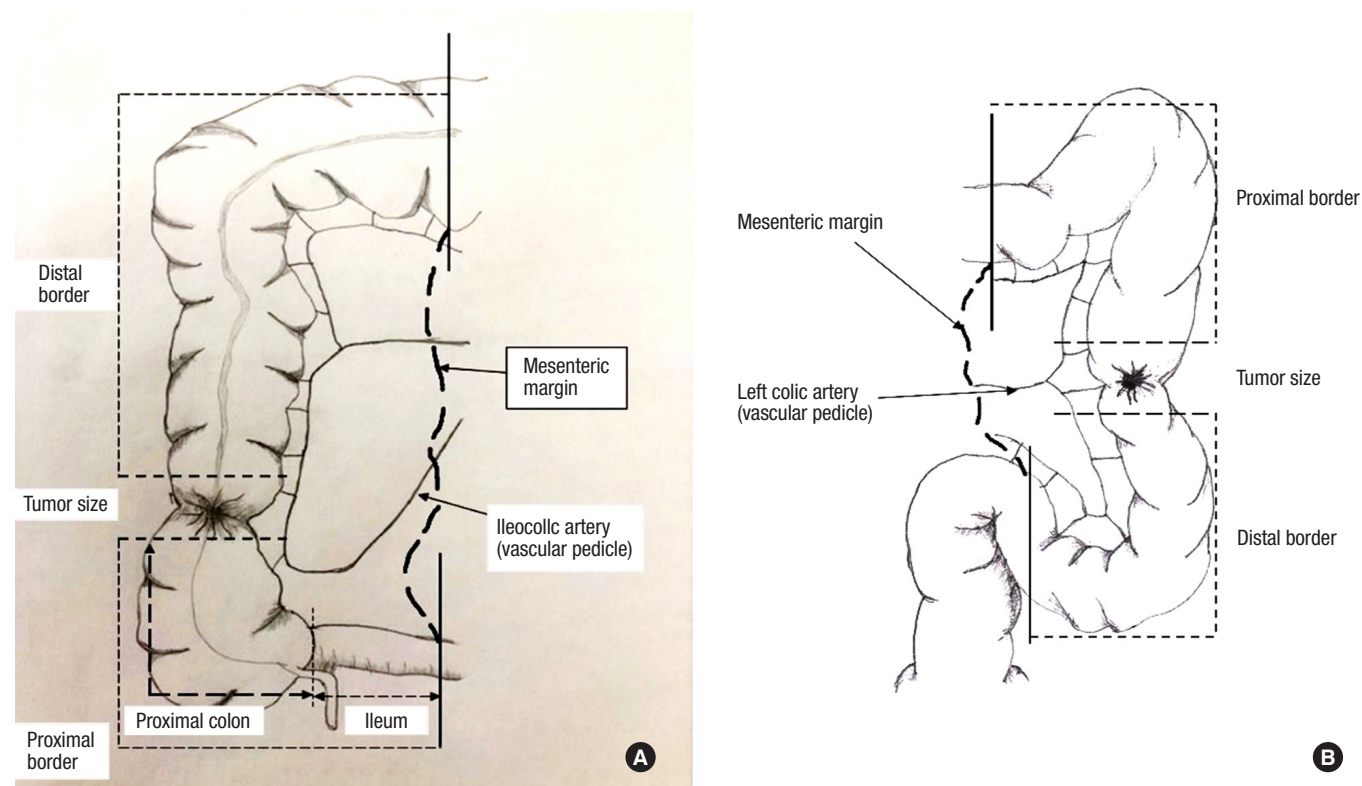 Distal
border
Mesenteric
margin
Tumor size
Ileocollc artery
(vascular pedicle)
Proximal colon
Ileum
Proximal
border
A
Mesenteric margin
Proximal border
Left colic artery
(vascular pedicle)
Tumor size
Distal border
B